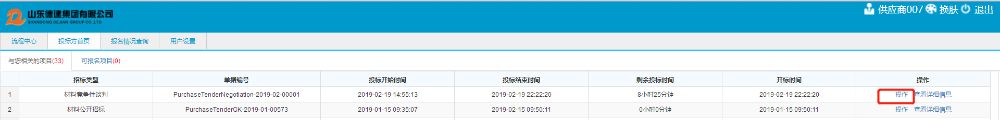 山东德建集团有限公司
SHANDONG DEJIAN GROUP CO.,LTD
供应商007 换肤 退出
流程中心 投标方首页 报名情况查询 用户设置
与您相关的项目(33) 可报名项目(0)
招标类型 单据编号 投标开始时间 投标结束时间 剩余投标时间 开标时间 操作
1 材料竞争性谈判 PurchaseTenderNegotiation-2019-02-00001 2019-02-19 14:55:13 2019-02-19 22:22:20 8小时25分钟 2019-02-19 22:22:20 操作 查看详细信息
2 材料公开招标 PurchaseTenderGK-2019-01-00573 2019-01-15 09:35:07 2019-02-15 09:50:11 0小时0分钟 2019-01-15 09:50:11 操作 查看详细信息